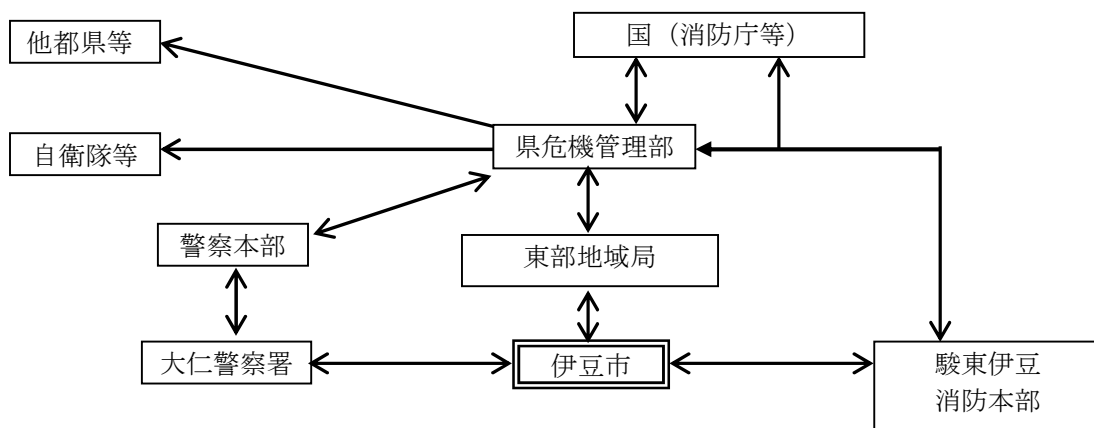 他都県等
国（消防庁等）
自衛隊等
県危機管理部
警察本部
東部地域局
大仁警察署
伊豆市
駿東伊豆
消防本部